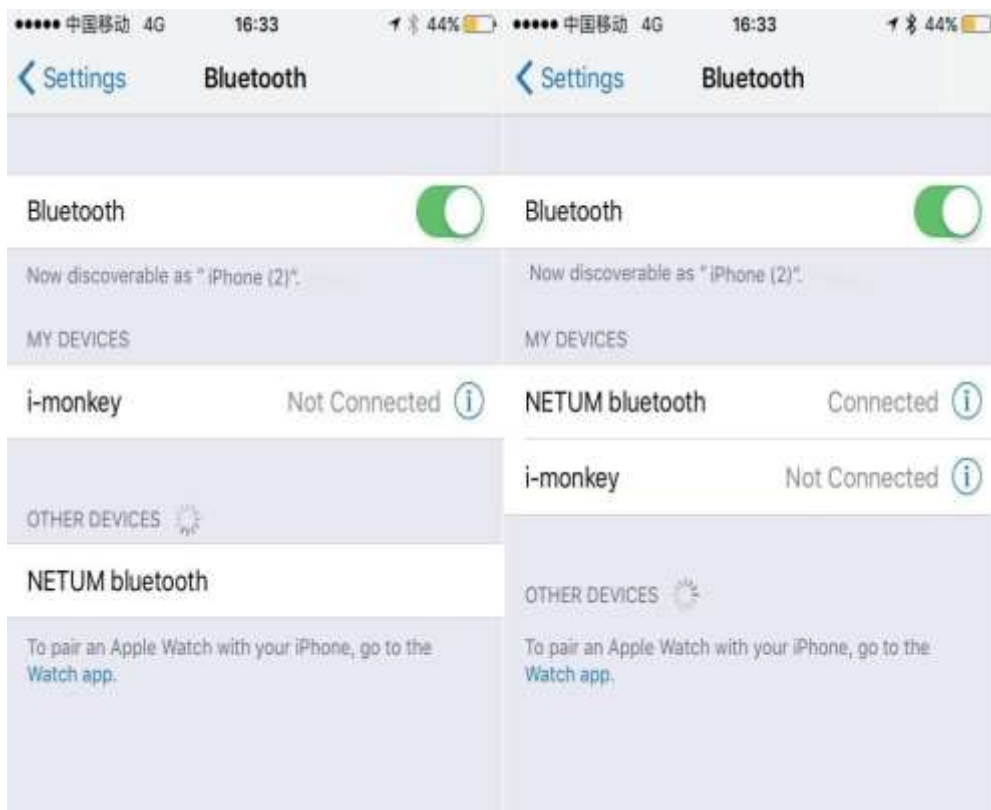 中国移动 4G 16:33 44%
Settings Bluetooth
Bluetooth
Now discoverable as " iPhone (2)".
MY DEVICES
i-monkey Not Connected
OTHER DEVICES
NETUM bluetooth
To pair an Apple Watch with your iPhone, go to the
Watch app.
中国移动 4G 16:33 44%
Settings Bluetooth
Bluetooth
Now discoverable as " iPhone (2)".
MY DEVICES
NETUM bluetooth Connected
i-monkey Not Connected
OTHER DEVICES
To pair an Apple Watch with your iPhone, go to the
Watch app.